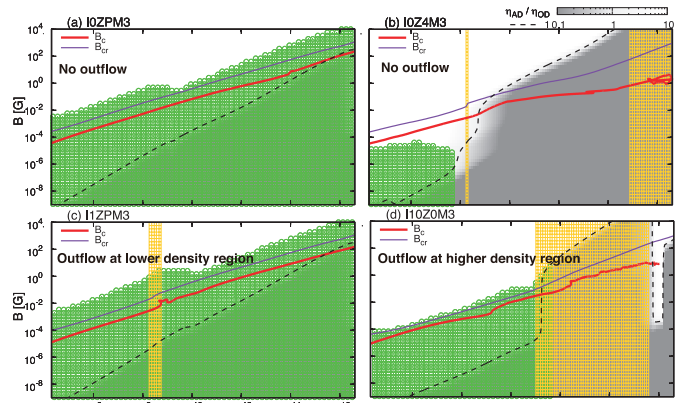 (a) I0ZPM3
B_c
B_cr
No outflow
(b) I0Z4M3
η_AD / η_OD
0.1 1 10
B_c
B_cr
No outflow
B [G]
10^4
10^2
10^0
10^-2
10^-4
10^-6
10^-8
(c) I1ZPM3
B_c
B_cr
Outflow at lower density region
(d) I10Z0M3
B_c
B_cr
Outflow at higher density region
B [G]
10^4
10^2
10^0
10^-2
10^-4
10^-6
10^-8